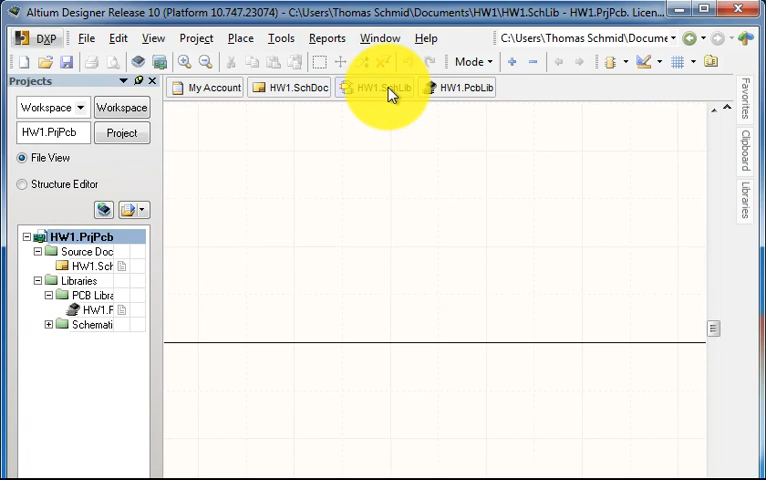 Altium Designer Release 10 (Platform 10.747.23074) - C:\Users\Thomas Schmid\Documents\HW1\HW1.SchLib - HW1.PrjPcb. Licen...
DXP File Edit View Project Place Tools Reports Window Help C:\Users\Thomas Schmid\Docume
Mode
Projects
My Account HW1.SchDoc HW1.SchLib HW1.PcbLib
Workspace Workspace
HW1.PrjPcb Project
File View
Structure Editor
HW1.PrjPcb
Source Doc
HW1.Sch
Libraries
PCB Libra
HW1.P
Schemati
Favorites
Clipboard
Libraries